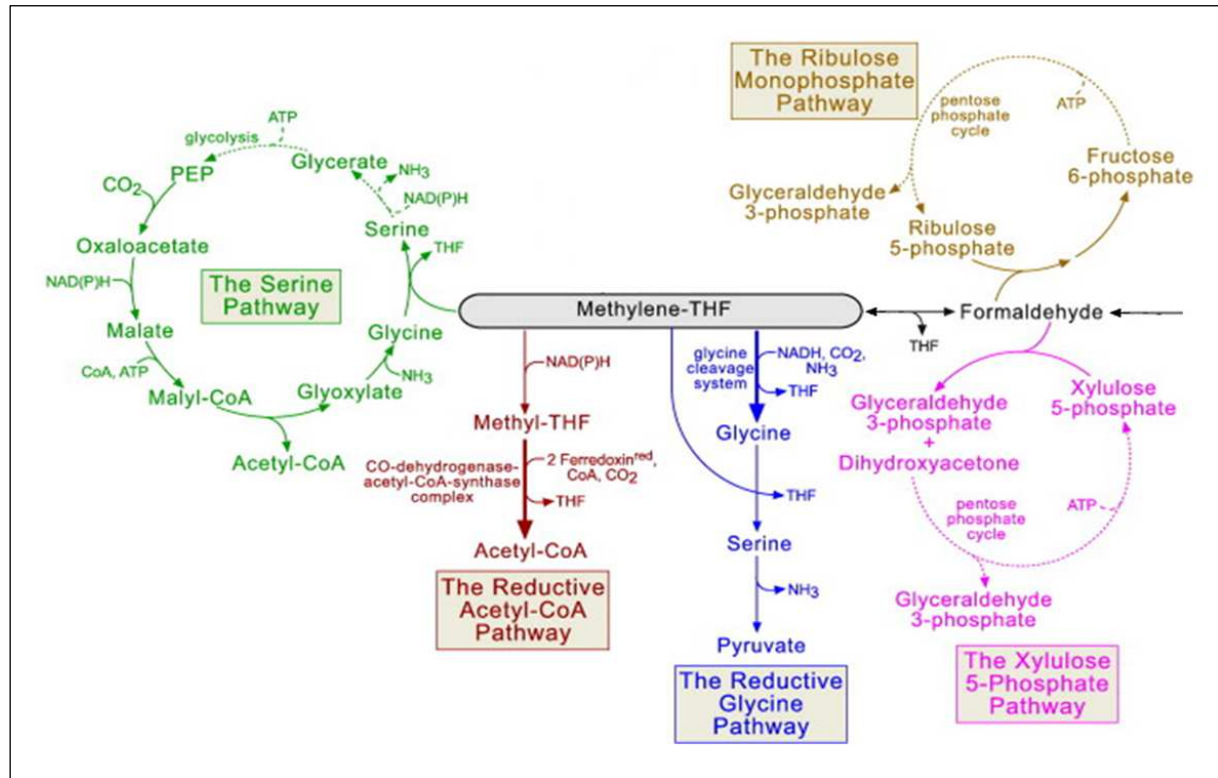 The Ribulose
Monophosphate
Pathway
pentose
phosphate
cycle
ATP
Fructose
6-phosphate
Glyceraldehyde
3-phosphate
Ribulose
5-phosphate
ATP
glycolysis
PEP
Glycerate
NH3
NAD(P)H
CO2
Serine
Oxaloacetate
THF
NAD(P)H
The Serine
Pathway
Malate
Glycine
CoA, ATP
NH3
Malyl-CoA
Glyoxylate
Acetyl-CoA
Methylene-THF
Formaldehyde
THF
NAD(P)H
Methyl-THF
CO-dehydrogenase-
acetyl-CoA-synthase
complex
2 Ferredoxinred,
CoA, CO2
THF
Acetyl-CoA
The Reductive
Acetyl-CoA
Pathway
glycine
cleavage
system
NADH, CO2,
NH3
THF
Glycine
THF
Serine
NH3
Pyruvate
The Reductive
Glycine
Pathway
Glyceraldehyde
3-phosphate
+
Dihydroxyacetone
Xylulose
5-phosphate
pentose
phosphate
cycle
ATP
Glyceraldehyde
3-phosphate
The Xylulose
5-Phosphate
Pathway